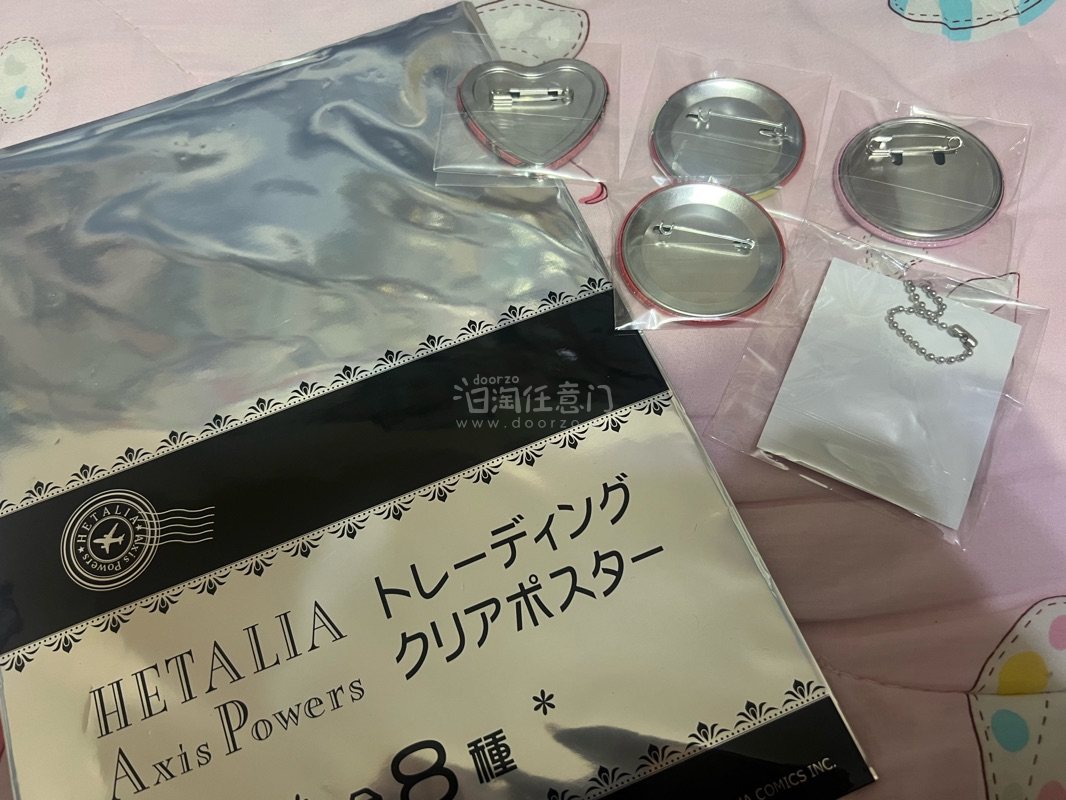 doorzo
汩淘任意门
www.doorzo
HETALIA
Axis Powers
トレーディング
クリアポスター
HETALIA
Axis Powers
8種
*
COMICS INC.